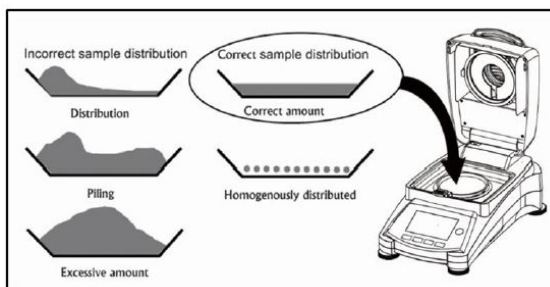 Incorrect sample distribution
Distribution
Piling
Excessive amount
Correct sample distribution
Correct amount
Homogenously distributed